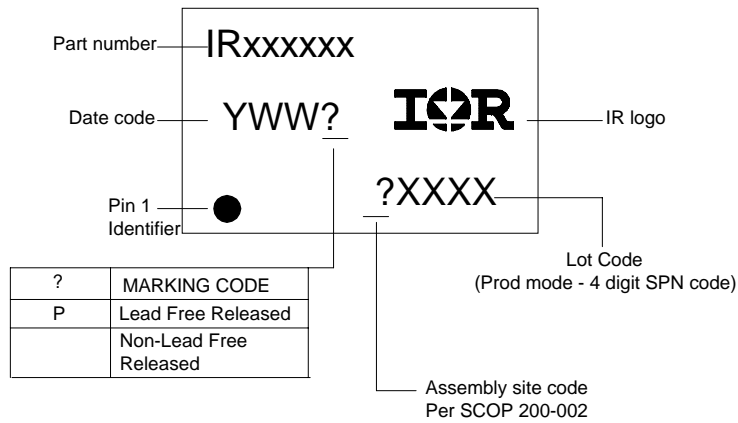 Part number
IRxxxxxx
Date code
YWW?
IOR
IR logo
?XXXX
Pin 1
Identifier
Lot Code
(Prod mode - 4 digit SPN code)
? MARKING CODE
P Lead Free Released
Non-Lead Free
Released
Assembly site code
Per SCOP 200-002